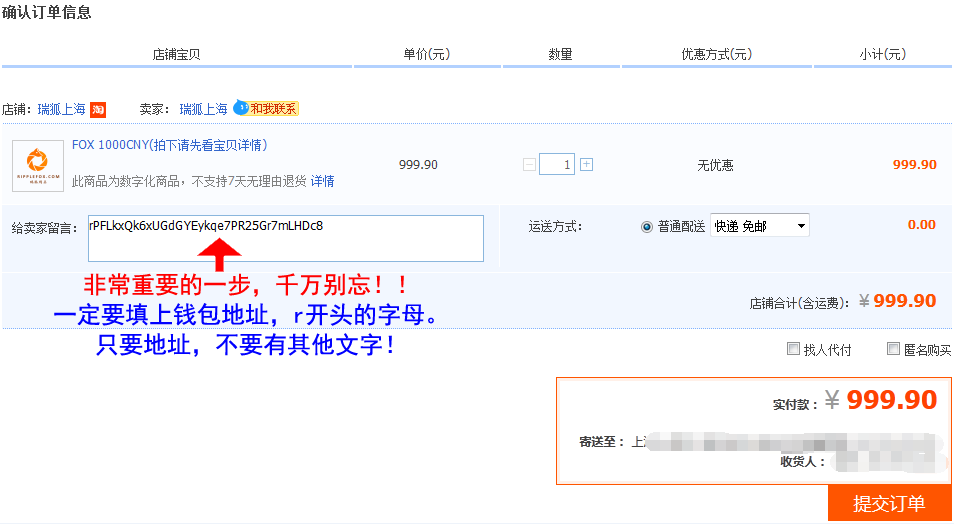 确认订单信息
店铺宝贝 单价(元) 数量 优惠方式(元) 小计(元)
店铺: 瑞狐上海 淘 卖家: 瑞狐上海 和我联系
FOX 1000CNY(拍下请先看宝贝详情)
RIPPLEFOX.COM
999.90 1 无优惠 999.90
此商品为数字化商品，不支持7天无理由退货 详情
给卖家留言: rPFLkxQk6xUGdGYEykqe7PR25Gr7mLHDc8 运送方式: 普通配送 快递 免邮 0.00
非常重要的一步，千万别忘！！
一定要填上钱包地址，r开头的字母。
只要地址，不要有其他文字！
店铺合计(含运费): ¥999.90
找人代付 匿名购买
实付款: ¥999.90
寄送至: 上
收货人:
提交订单